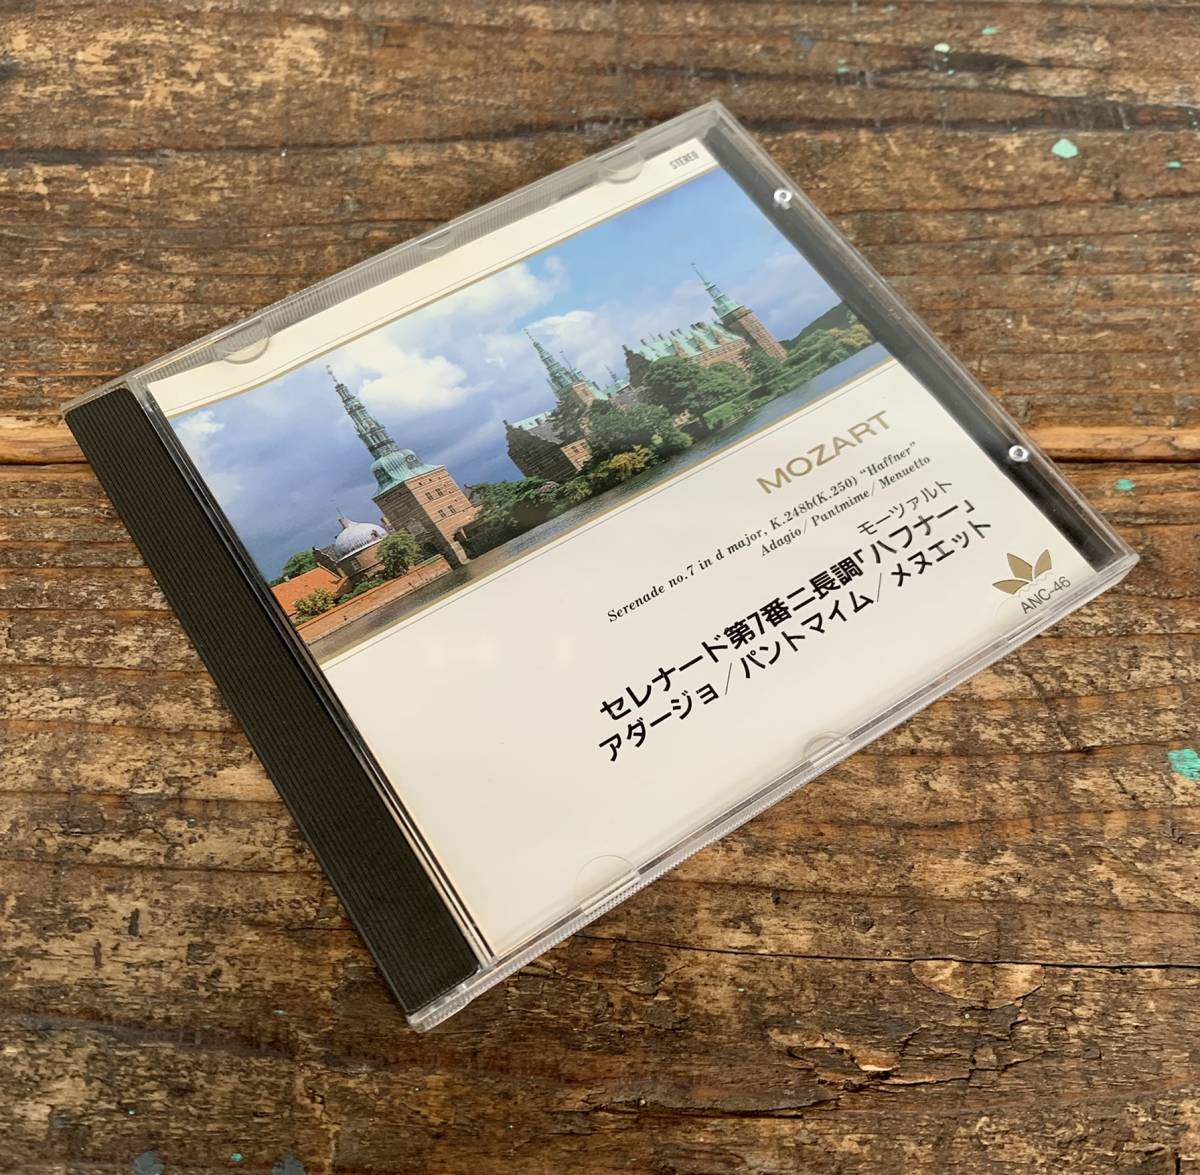 STEREO
MOZART
Serenade no.7 in d major, K.248b(K.250) "Haffner"
Adagio/Pantmime/Menuetto
モーツァルト
セレナード第7番ニ長調「ハフナー」
アダージョ/パントマイム/メヌエット
ANC-46